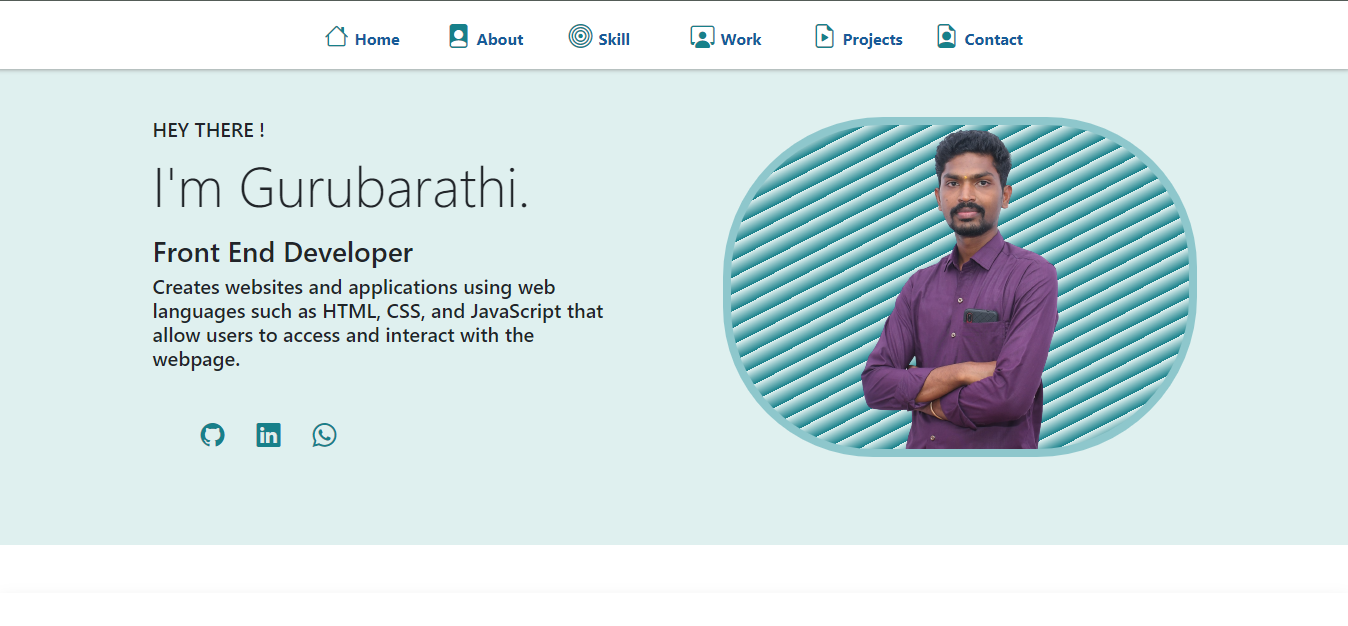 Home About Skill Work Projects Contact
HEY THERE !
I'm Gurubarathi.
Front End Developer
Creates websites and applications using web
languages such as HTML, CSS, and JavaScript that
allow users to access and interact with the
webpage.
in